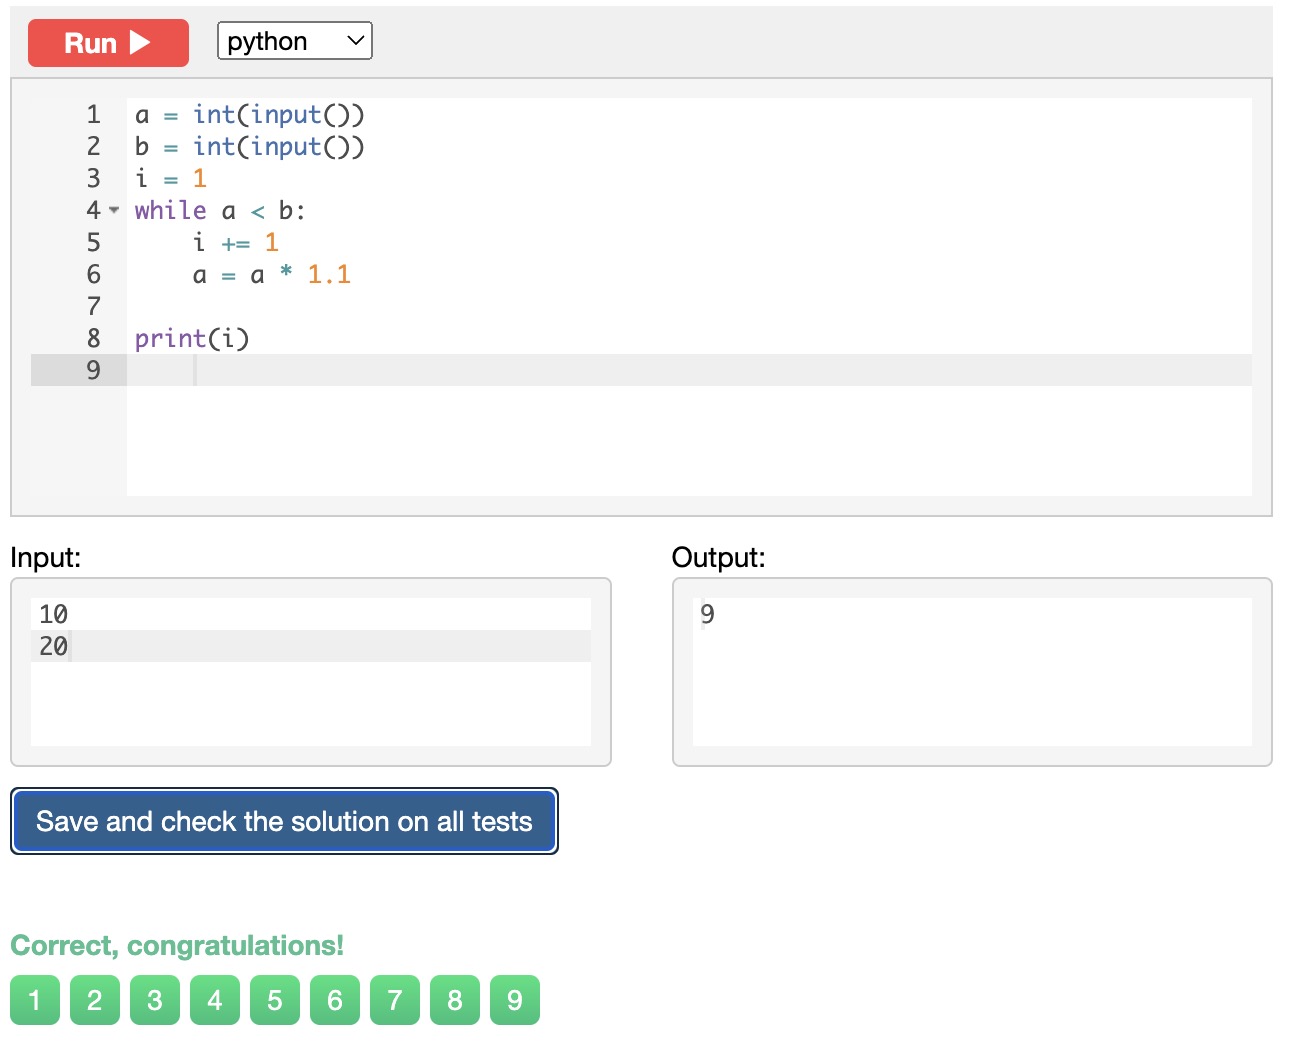 Run python
1 a = int(input())
2 b = int(input())
3 i = 1
4 while a < b:
5     i += 1
6     a = a * 1.1
7
8 print(i)
9
Input: Output:
10 9
20
Save and check the solution on all tests
Correct, congratulations!
1 2 3 4 5 6 7 8 9